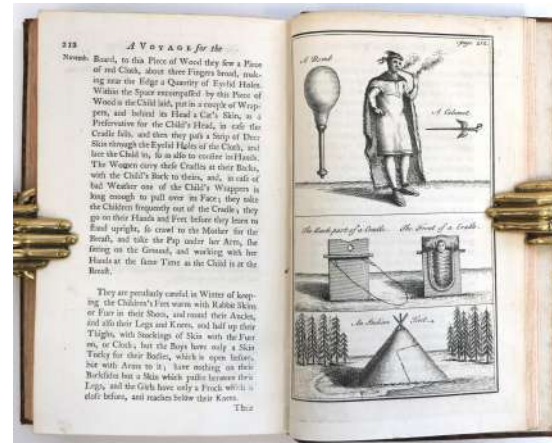 212 A VOYAGE for the
Novemb. Board, to this Piece of Wood they sew a Piece
of red Cloth, about three Fingers broad, mak-
ing near the Edge a Quantity of Eyelid Holes.
Within the Space encompassed by this Piece of
Wood is the Child laid, put in a couple of Wrap-
pers, and behind its Head a Cat's Skin, as a
Preservative for the Child's Head, in case the
Cradle falls, and then they pass a Strip of Deer
Skin through the Eyelid Holes of the Cloth, and
lace the Child in, so as also to confine its Hands.
The Women carry these Cradles at their Backs,
with the Child's Back to theirs, and, in case of
bad Weather one of the Child's Wrappers is
long enough to pull over its Face; they take
the Children frequently out of the Cradle; they
go on their Hands and Feet before they learn to
stand upright, so crawl to the Mother for the
Breast, and take the Pap under her Arm, she
sitting on the Ground, and working with her
Hands at the same Time as the Child is at the
Breast.
They are peculiarly careful in Winter of keep-
ing the Children's Feet warm with Rabbit Skins
or Furr in their Shoes, and round their Ancles,
and also their Legs and Knees, and half up their
Thighs, with Stockings of Skin with the Furr
on, or Cloth; but the Boys have only a Skin
Tocky for their Bodies, which is open before,
but with Arms to it; have nothing on their
Backsides but a Skin which passes between their
Legs, and the Girls have only a Frock which is
close before, and reaches below their Knees.
page 212.
A Calumet
The Back part of a Cradle. The Front of a Cradle.
An Indian Tent